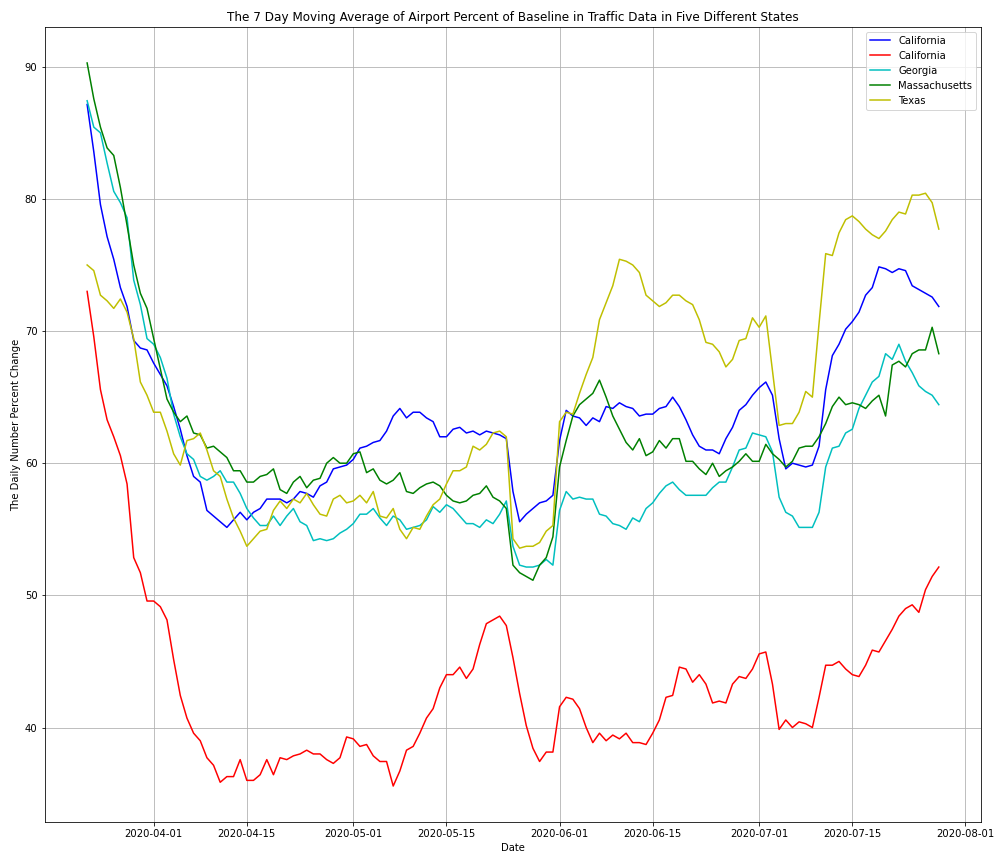 The 7 Day Moving Average of Airport Percent of Baseline in Traffic Data in Five Different States
California
California
Georgia
Massachusetts
Texas
The Daily Number Percent Change
90
80
70
60
50
40
2020-04-01
2020-04-15
2020-05-01
2020-05-15
2020-06-01
2020-06-15
2020-07-01
2020-07-15
2020-08-01
Date